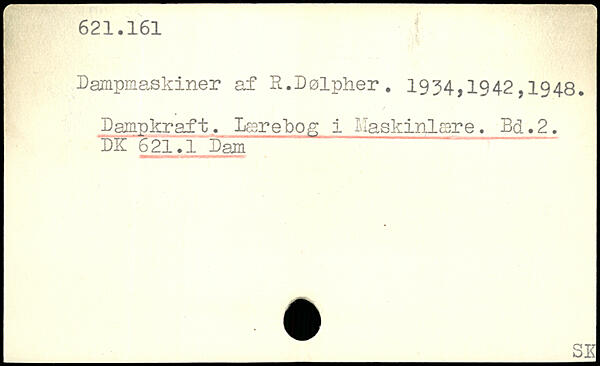 621.161
Dampmaskiner af R.Dølpher. 1934,1942,1948.
Dampkraft. Lærebog i Maskinlære. Bd.2.
DK 621.1 Dam
SK